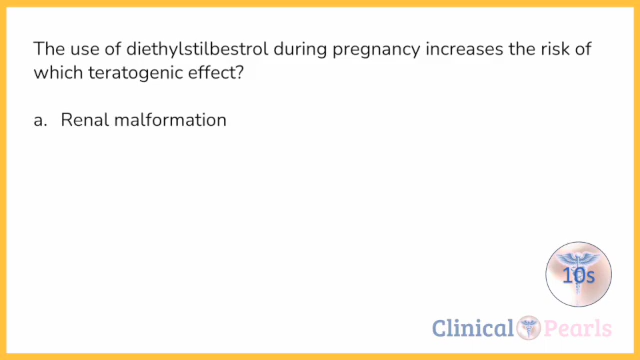 The use of diethylstilbestrol during pregnancy increases the risk of
which teratogenic effect?
a. Renal malformation
10s
Clinical Pearls